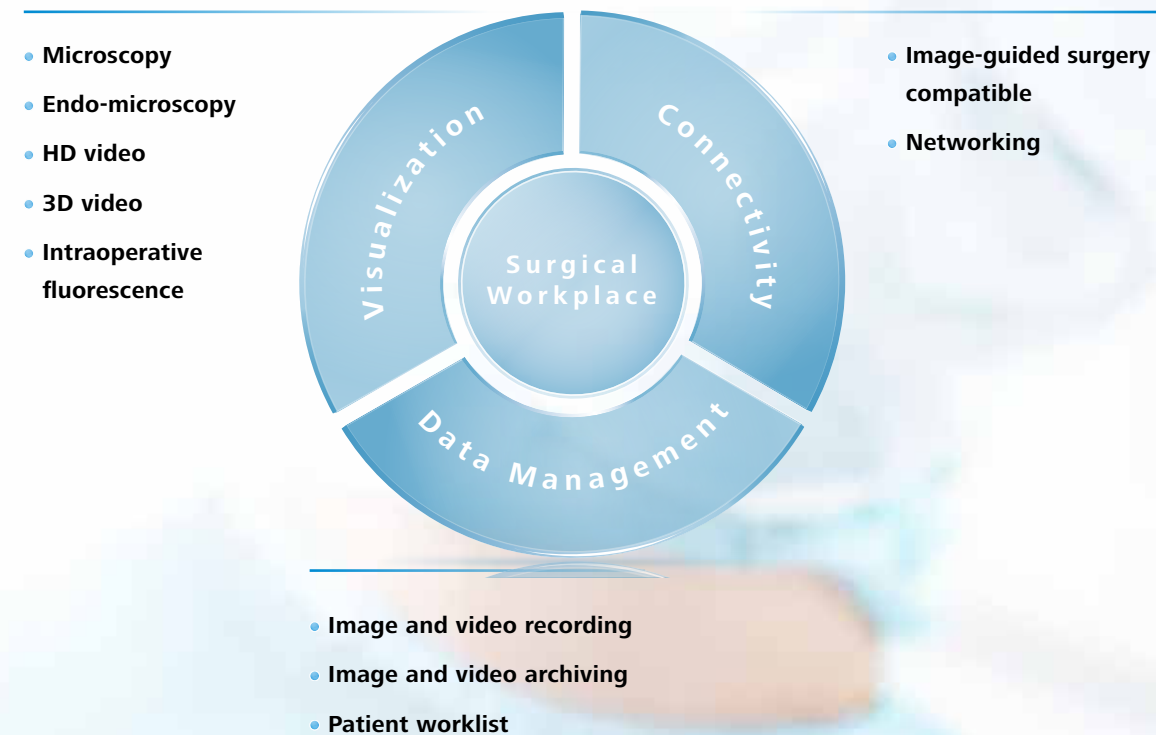 Microscopy
Endo-microscopy
HD video
3D video
Intraoperative
fluorescence
Visualization
Connectivity
Surgical
Workplace
Data Management
Image-guided surgery
compatible
Networking
Image and video recording
Image and video archiving
Patient worklist